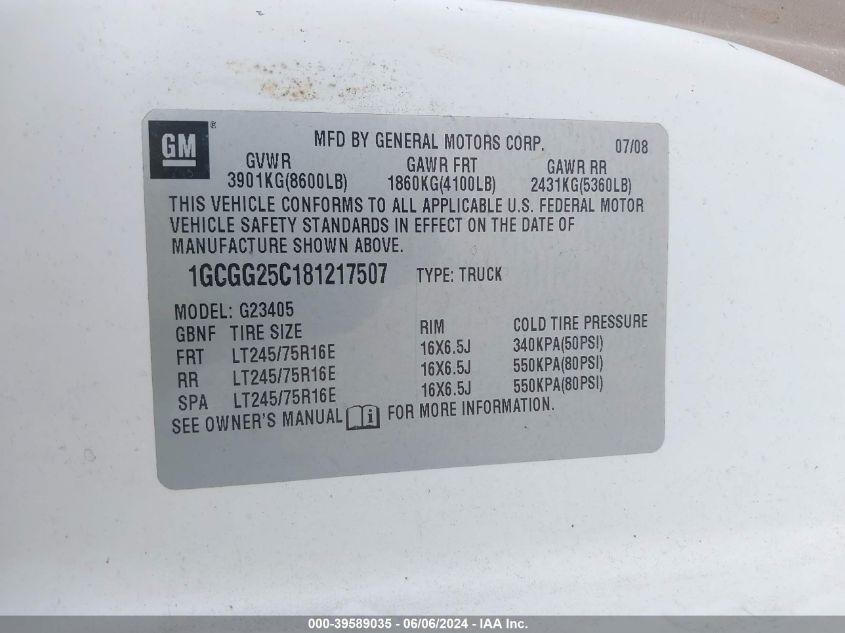 GM® MFD BY GENERAL MOTORS CORP. 07/08
GVWR GAWR FRT GAWR RR
3901KG(8600LB) 1860KG(4100LB) 2431KG(5360LB)
THIS VEHICLE CONFORMS TO ALL APPLICABLE U.S. FEDERAL MOTOR
VEHICLE SAFETY STANDARDS IN EFFECT ON THE DATE OF
MANUFACTURE SHOWN ABOVE.
1GCGG25C181217507 TYPE: TRUCK
MODEL: G23405
GBNF TIRE SIZE RIM COLD TIRE PRESSURE
FRT LT245/75R16E 16X6.5J 340KPA(50PSI)
RR LT245/75R16E 16X6.5J 550KPA(80PSI)
SPA LT245/75R16E 16X6.5J 550KPA(80PSI)
SEE OWNER'S MANUAL FOR MORE INFORMATION.
000-39589035 - 06/06/2024 - IAA Inc.